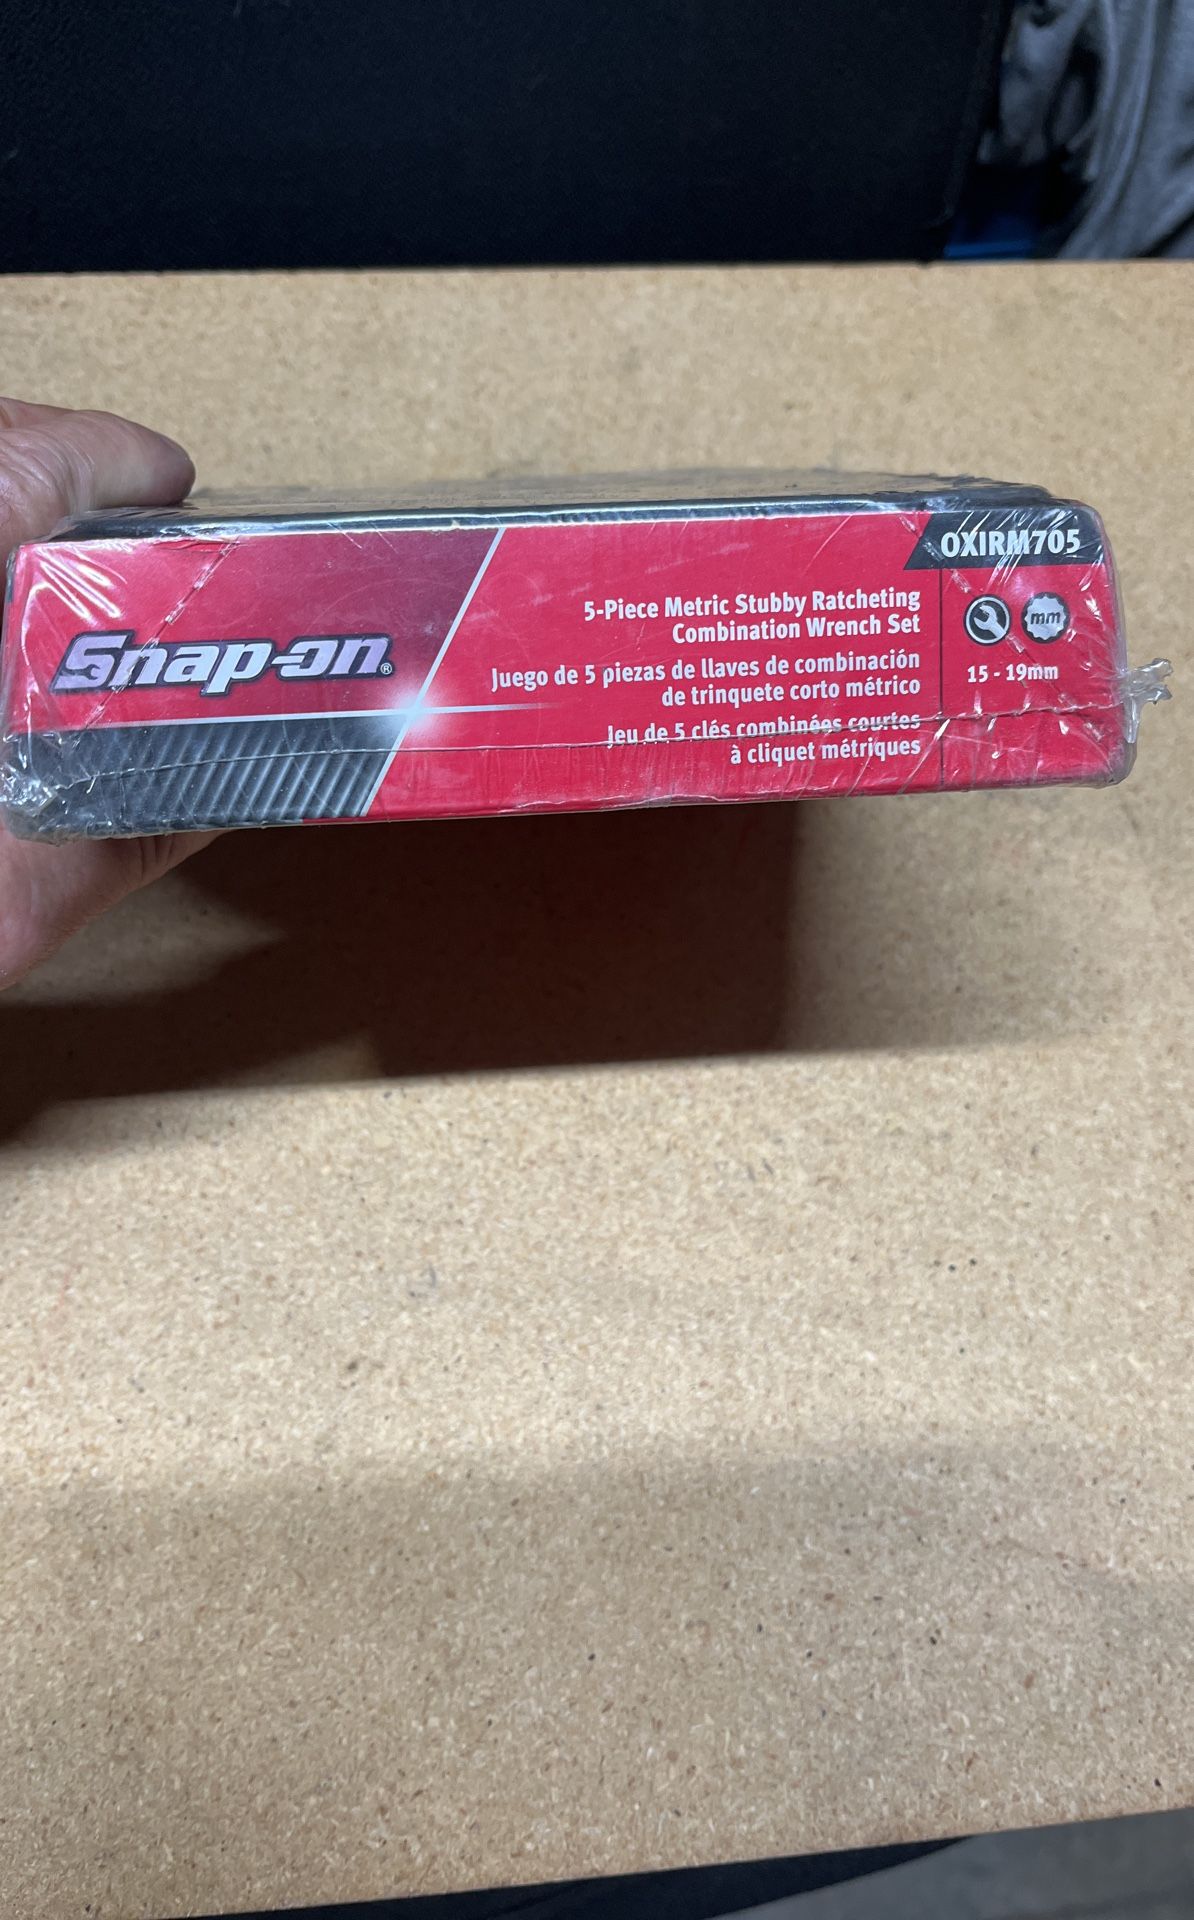 Snap-on®
OXIRM705
5-Piece Metric Stubby Ratcheting
Combination Wrench Set
Juego de 5 piezas de llaves de combinación
de trinquete corto métrico
Jeu de 5 clés combinées courtes
à cliquet métriques
mm
15 - 19mm